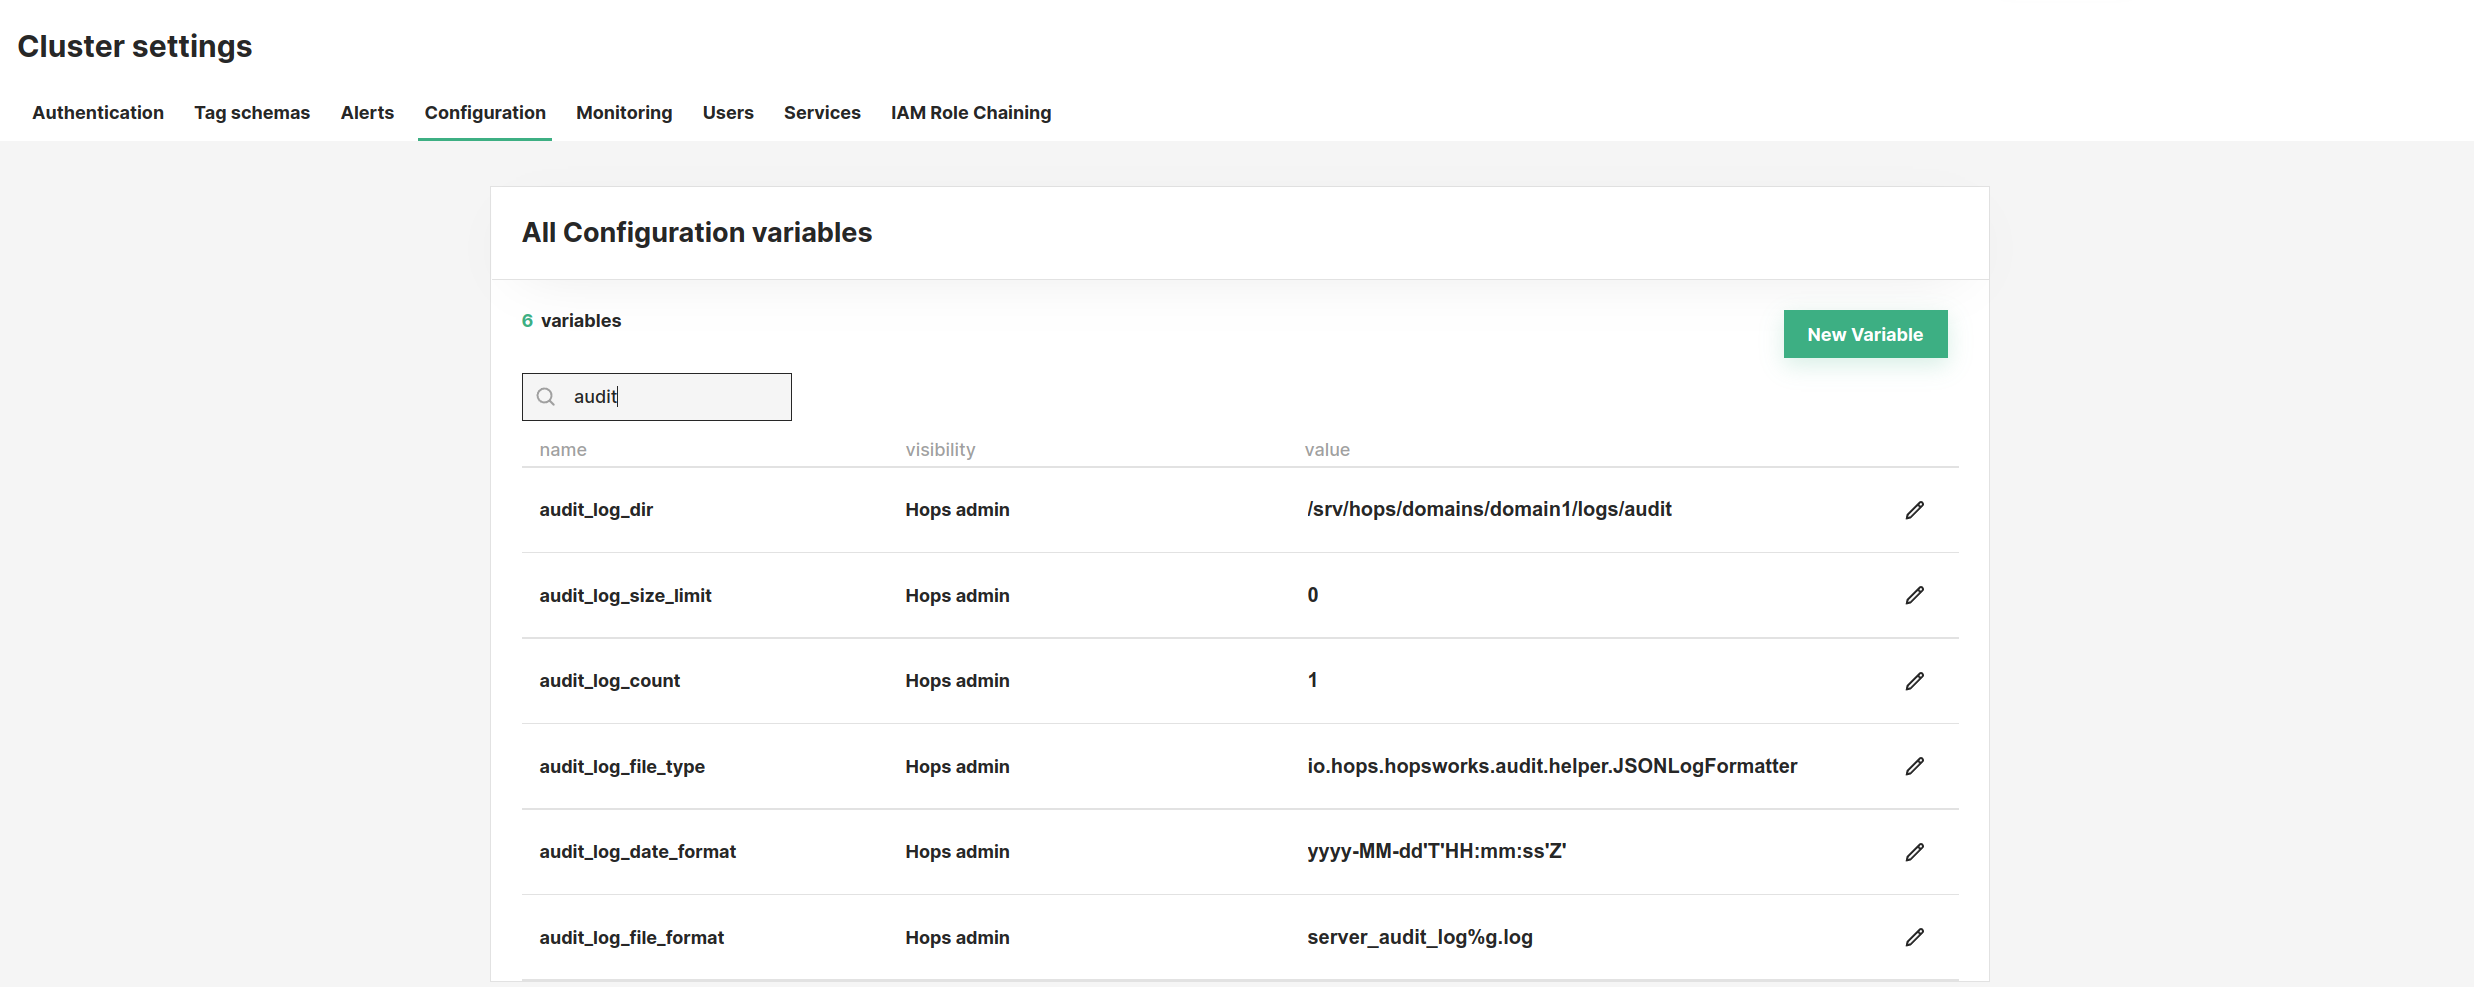 Cluster settings
Authentication Tag schemas Alerts Configuration Monitoring Users Services IAM Role Chaining
All Configuration variables
6 variables
New Variable
audit
name visibility value
audit_log_dir Hops admin /srv/hops/domains/domain1/logs/audit
audit_log_size_limit Hops admin 0
audit_log_count Hops admin 1
audit_log_file_type Hops admin io.hops.hopsworks.audit.helper.JSONLogFormatter
audit_log_date_format Hops admin yyyy-MM-dd'T'HH:mm:ss'Z'
audit_log_file_format Hops admin server_audit_log%g.log